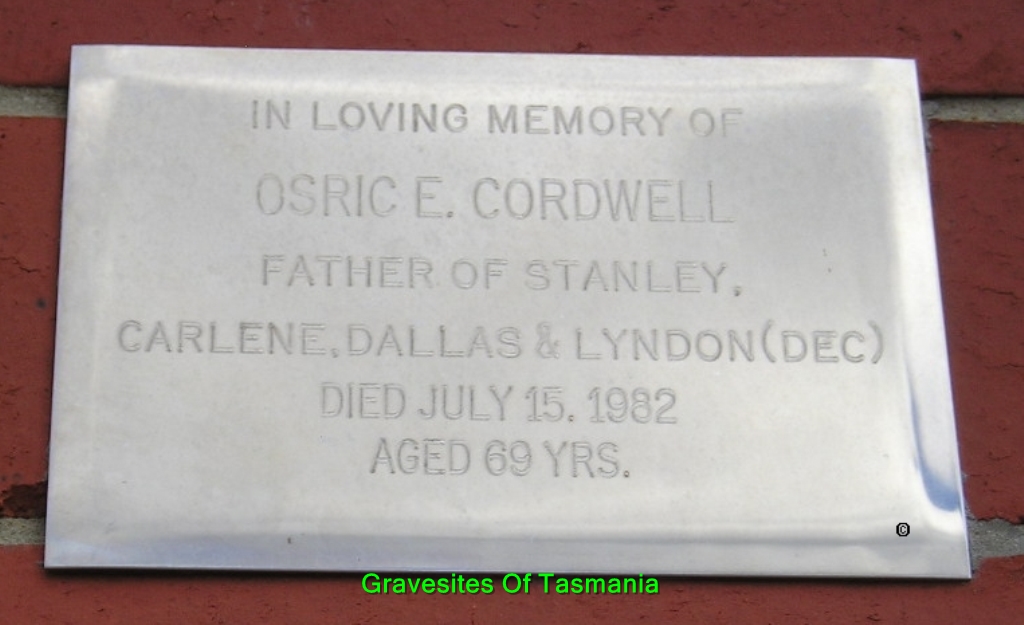 IN LOVING MEMORY OF
OSRIC E. CORDWELL
FATHER OF STANLEY,
CARLENE, DALLAS & LYNDON (DEC)
DIED JULY 15. 1982
AGED 69 YRS.
©
Gravesites Of Tasmania